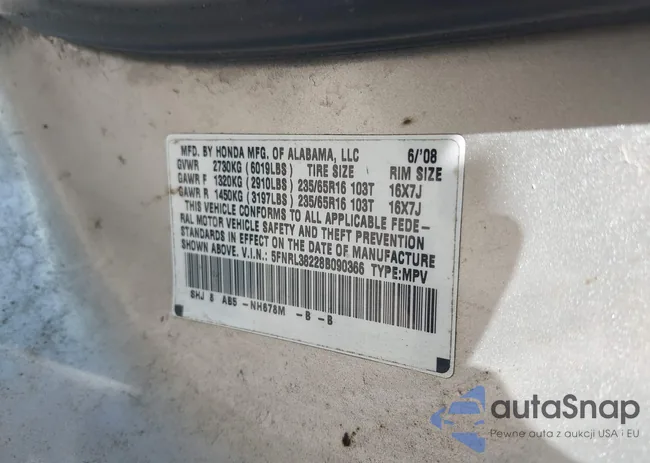 MFD. BY HONDA MFG. OF ALABAMA, LLC 6/'08
GVWR 2730KG (6019LBS) TIRE SIZE RIM SIZE
GAWR F 1320KG (2910LBS) 235/65R16 103T 16X7J
GAWR R 1450KG (3197LBS) 235/65R16 103T 16X7J
THIS VEHICLE CONFORMS TO ALL APPLICABLE FEDE-
RAL MOTOR VEHICLE SAFETY AND THEFT PREVENTION
STANDARDS IN EFFECT ON THE DATE OF MANUFACTURE
SHOWN ABOVE. V.I.N.: 5FNRL38228B090366 TYPE:MPV
SHJ 8 AB5 -NH678M -B -B
autaSnap
Pewne auta z aukcji USA i EU